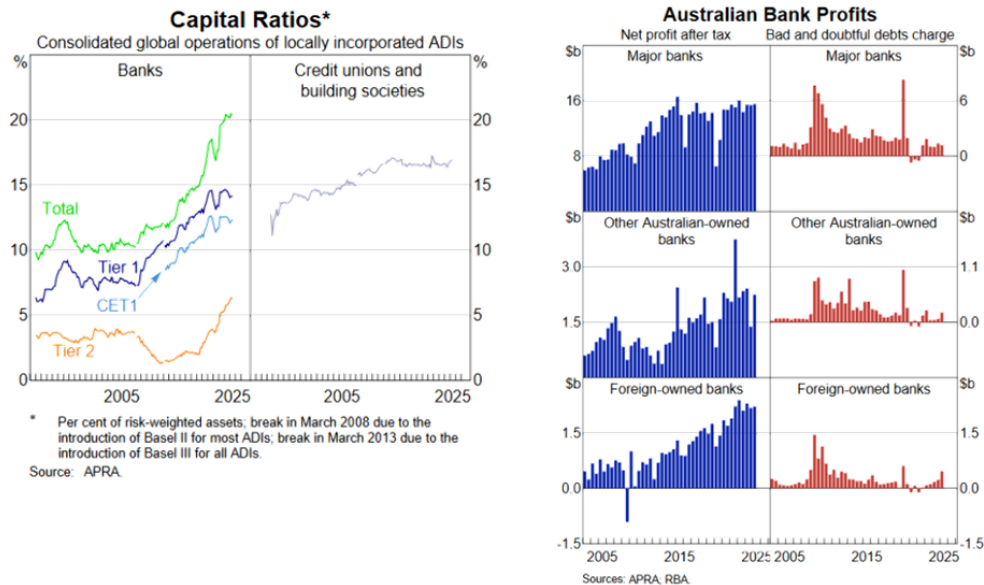 Capital Ratios*
Consolidated global operations of locally incorporated ADIs
% %
Banks
Credit unions and
building societies
20 20
15 15
10 10
5 5
0 0
Total
Tier 1
CET1
Tier 2
2005 2025 2005 2025
* Per cent of risk-weighted assets; break in March 2008 due to the
introduction of Basel II for most ADIs; break in March 2013 due to the
introduction of Basel III for all ADIs.
Source: APRA.
Australian Bank Profits
Net profit after tax Bad and doubtful debts charge
$b $b
Major banks Major banks
16 6
8 0
$b $b
Other Australian-owned Other Australian-owned
banks banks
3.0 1.1
1.5 0.0
$b $b
Foreign-owned banks Foreign-owned banks
1.5 1.5
0.0 0.0
-1.5 -1.5
2005 2015 2025 2005 2015 2025
Sources: APRA; RBA.